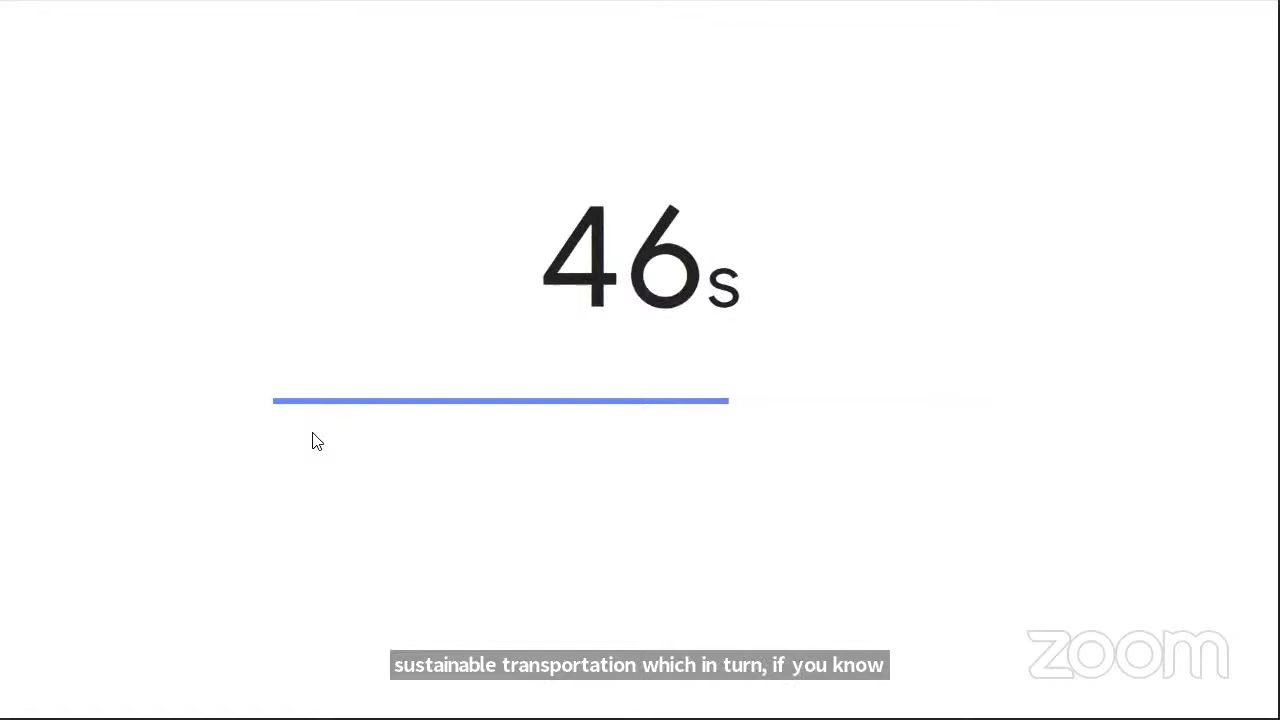 46s
sustainable transportation which in turn, if you know
zoom